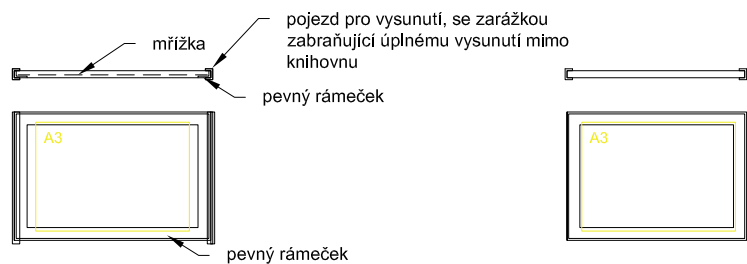 pojezd pro vysunutí, se zarážkou
zabraňující úplnému vysunutí mimo
knihovnu
mřížka
pevný rámeček
A3
pevný rámeček
A3